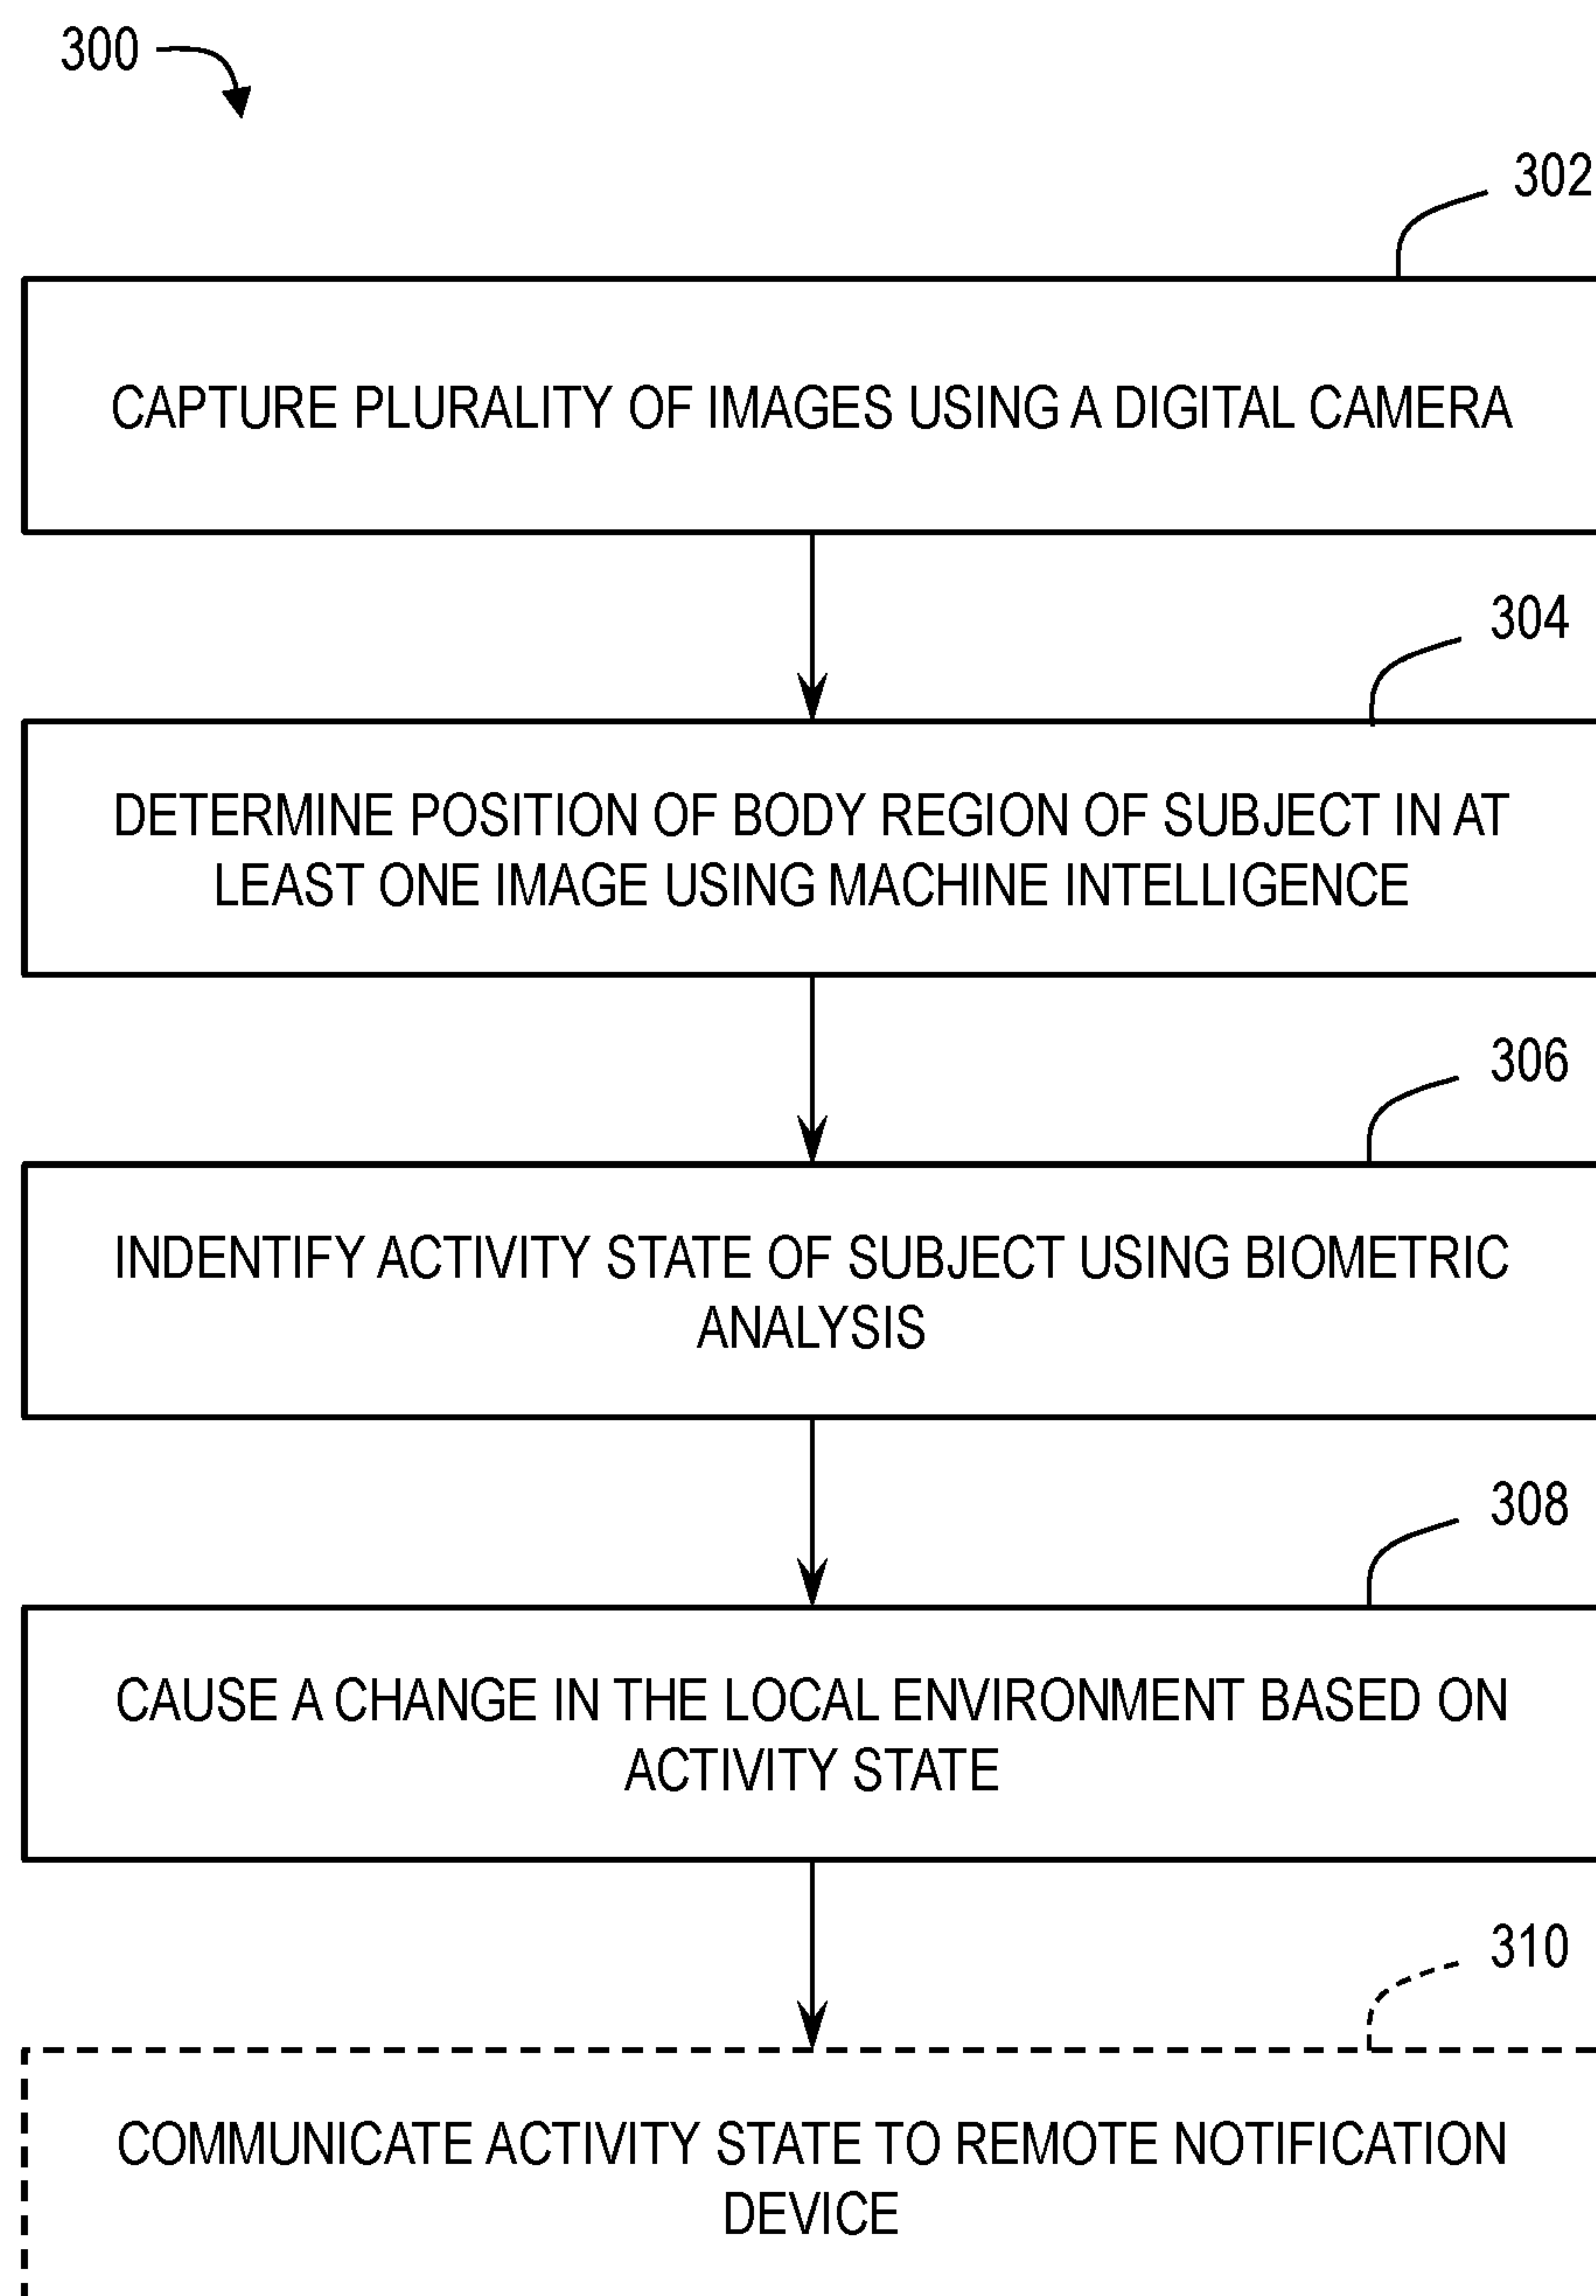 300
302
CAPTURE PLURALITY OF IMAGES USING A DIGITAL CAMERA
304
DETERMINE POSITION OF BODY REGION OF SUBJECT IN AT
LEAST ONE IMAGE USING MACHINE INTELLIGENCE
306
INDENTIFY ACTIVITY STATE OF SUBJECT USING BIOMETRIC
ANALYSIS
308
CAUSE A CHANGE IN THE LOCAL ENVIRONMENT BASED ON
ACTIVITY STATE
310
COMMUNICATE ACTIVITY STATE TO REMOTE NOTIFICATION
DEVICE